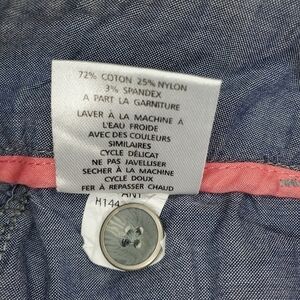 72% COTON 25% NYLON
3% SPANDEX
A PART LA GARNITURE
LAVER À LA MACHINE A
L'EAU FROIDE
AVEC DES COULEURS
SIMILAIRES
CYCLE DÉLICAT
NE PAS JAVELLISER
SECHER À LA MACHINE
CYCLE DOUX
FER À REPASSER CHAUD